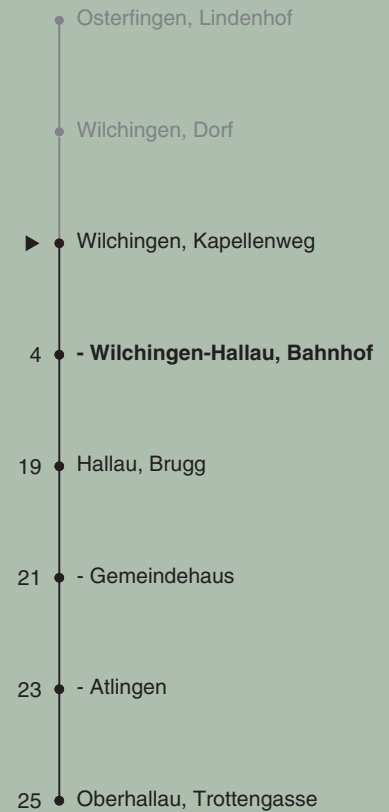 Osterfingen, Lindenhof
Wilchingen, Dorf
Wilchingen, Kapellenweg
4 - Wilchingen-Hallau, Bahnhof
19 Hallau, Brugg
21 - Gemeindehaus
23 - Atlingen
25 Oberhallau, Trottengasse